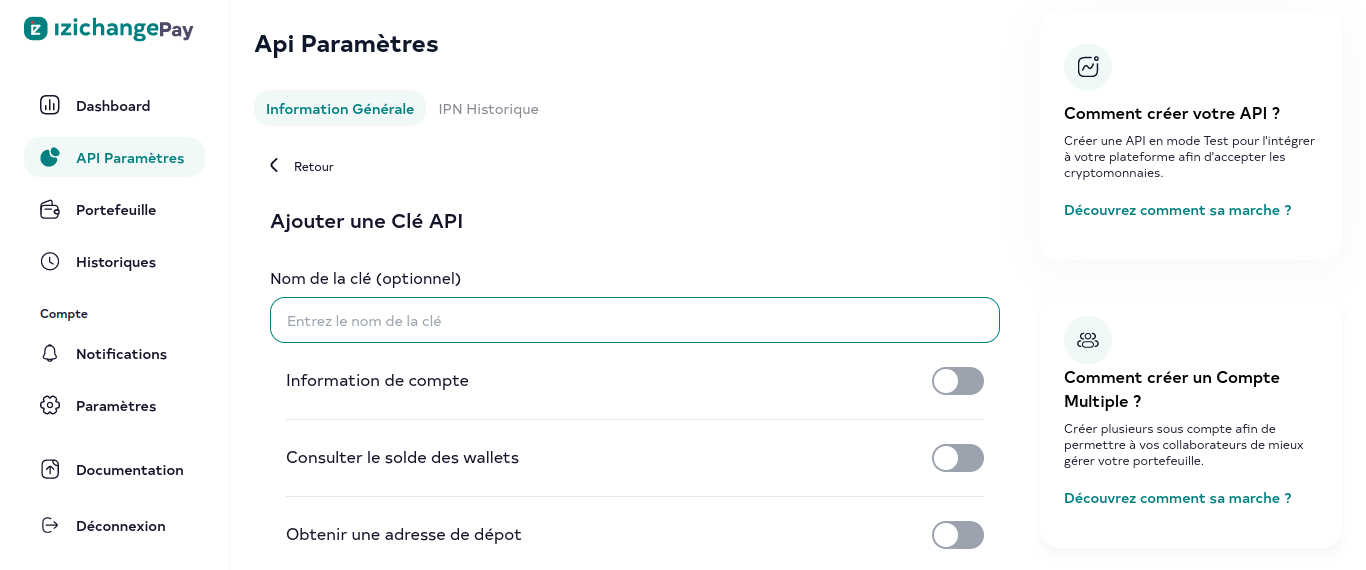 ızichangePay
Dashboard
API Paramètres
Portefeuille
Historiques
Compte
Notifications
Paramètres
Documentation
Déconnexion
Api Paramètres
Information Générale
IPN Historique
Retour
Ajouter une Clé API
Nom de la clé (optionnel)
Entrez le nom de la clé
Information de compte
Consulter le solde des wallets
Obtenir une adresse de dépot
Comment créer votre API ?
Créer une API en mode Test pour l'intégrer
à votre plateforme afin d'accepter les
cryptomonnaies.
Découvrez comment sa marche ?
Comment créer un Compte
Multiple ?
Créer plusieurs sous compte afin de
permettre à vos collaborateurs de mieux
gérer votre portefeuille.
Découvrez comment sa marche ?